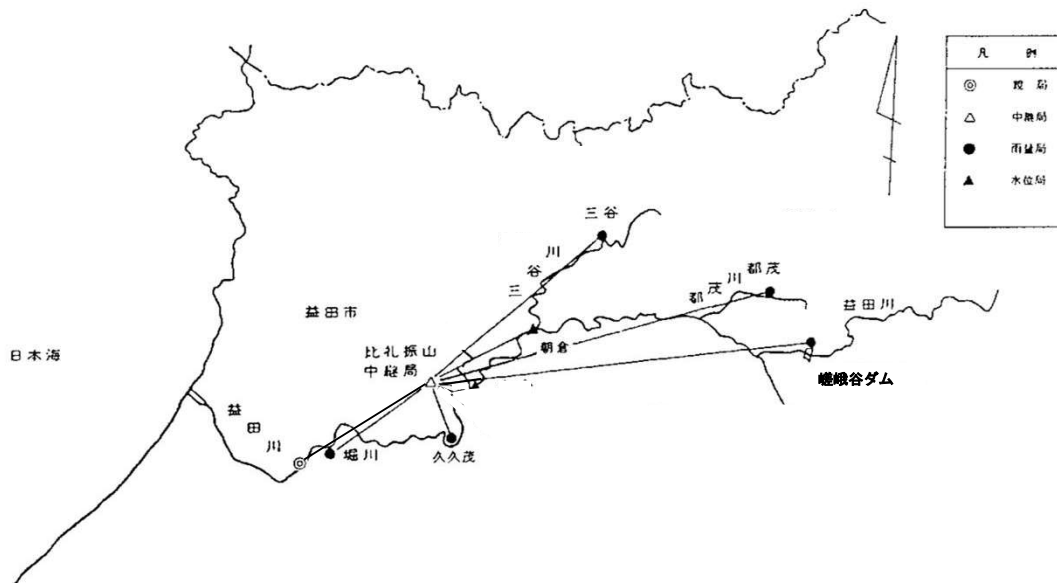 凡例
親局
中継局
雨量局
水位局
三谷
三谷川
都茂川
都茂
益田川
益田市
日本海
比礼振山
中継局
朝倉
嵯峨谷ダム
益田川
堀川
久久茂